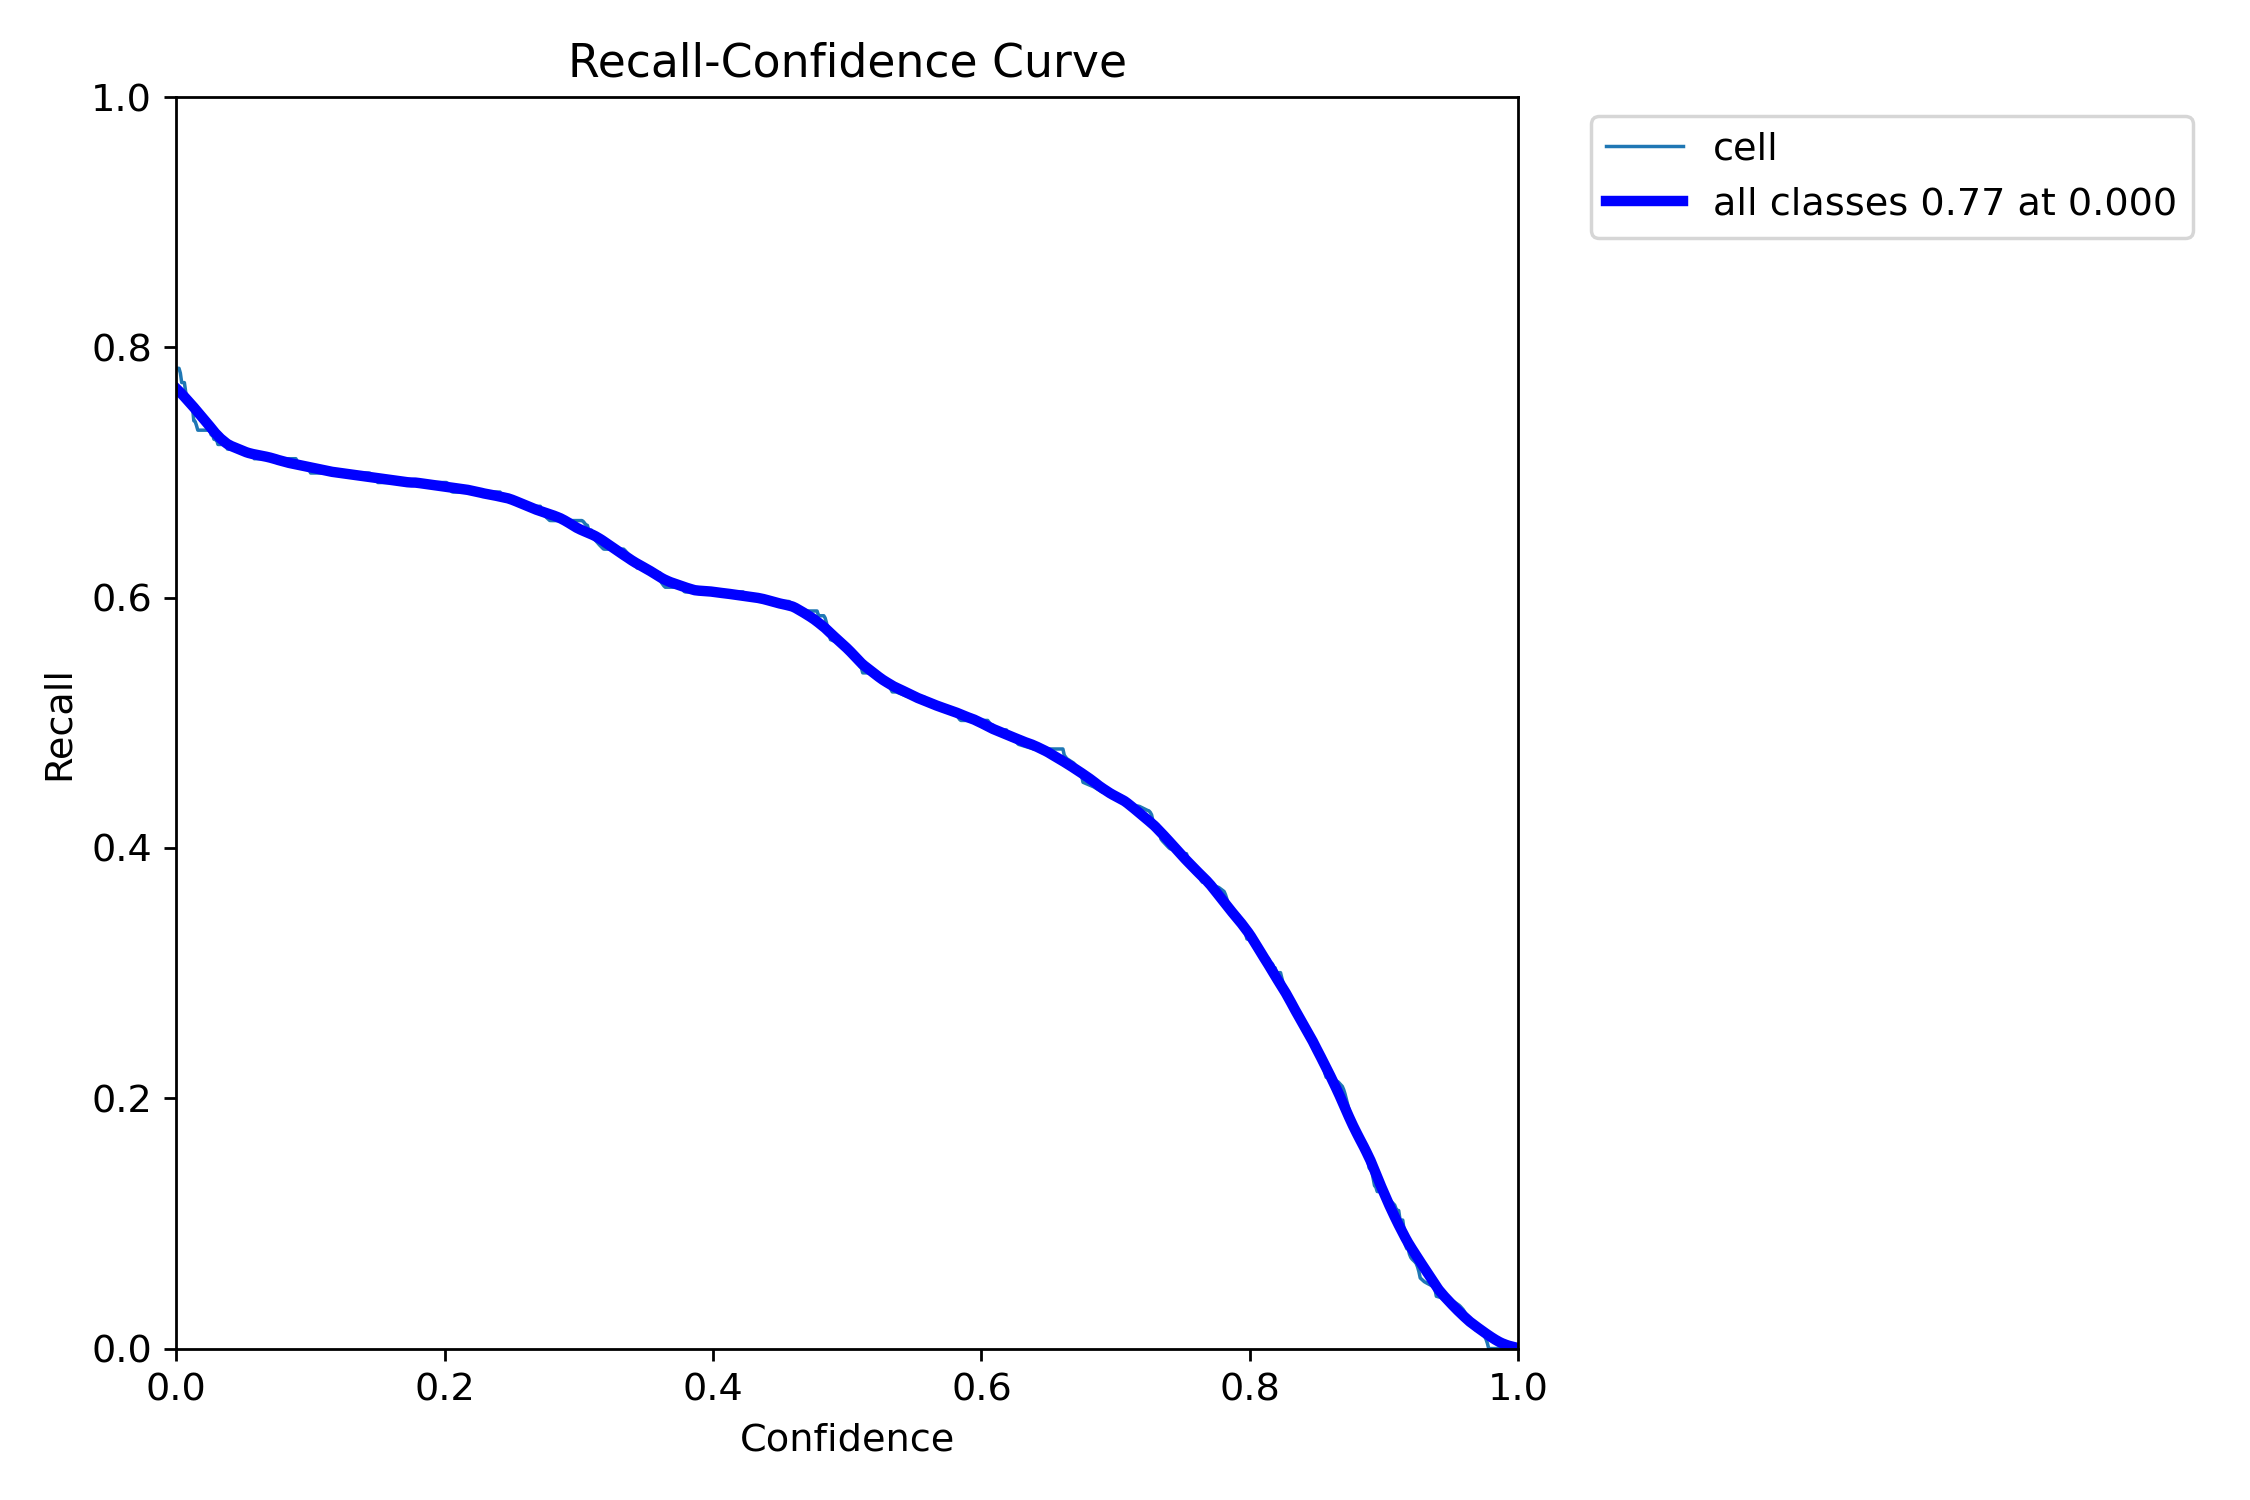 Recall-Confidence Curve
cell
all classes 0.77 at 0.000
1.0
0.8
0.6
0.4
0.2
0.0
Recall
0.0 0.2 0.4 0.6 0.8 1.0
Confidence